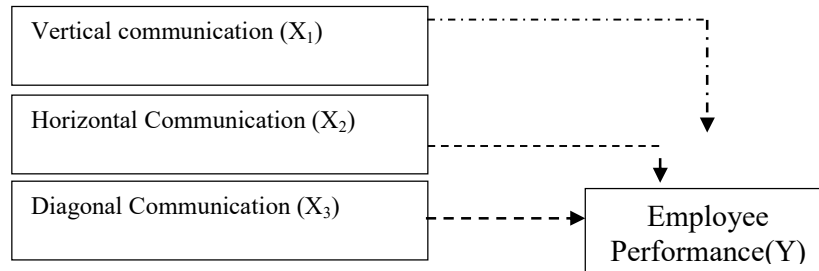 Vertical communication (X₁)
Horizontal Communication (X₂)
Diagonal Communication (X₃)
Employee
Performance(Y)